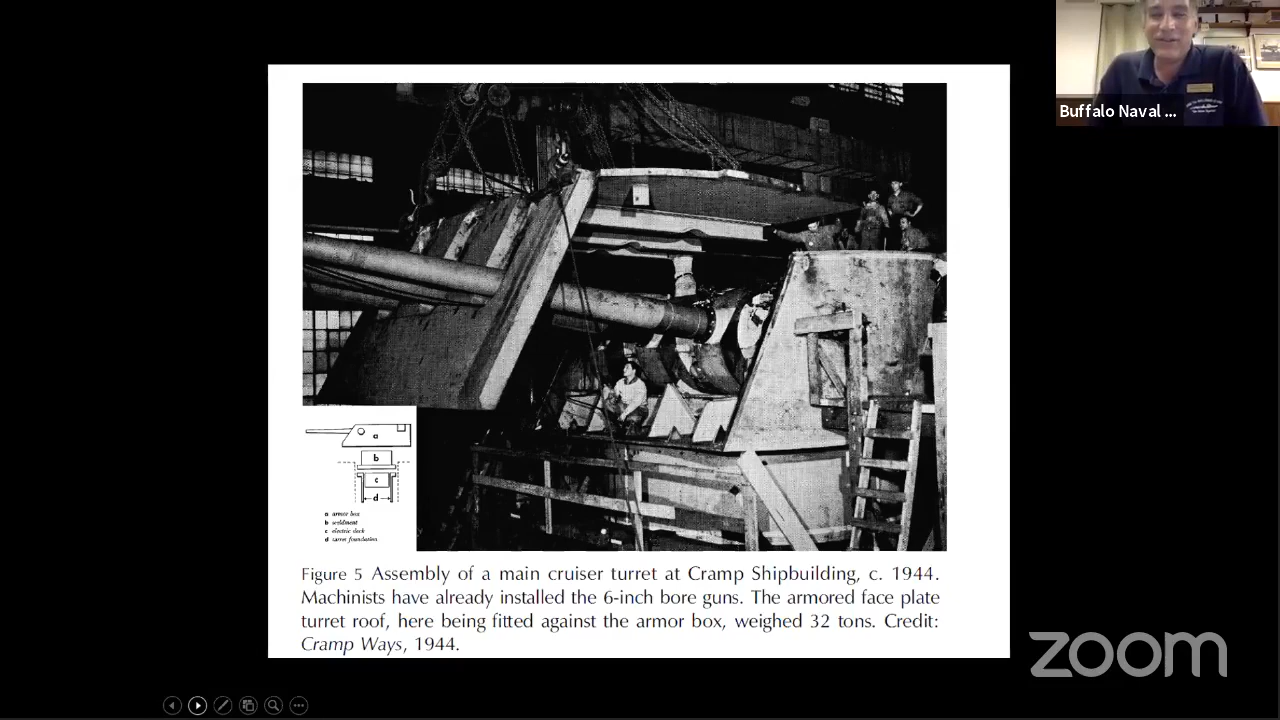 Buffalo Naval ...
a
b
c
d
a armor box
b weldment
c electric deck
d turret foundation
Figure 5 Assembly of a main cruiser turret at Cramp Shipbuilding, c. 1944.
Machinists have already installed the 6-inch bore guns. The armored face plate
turret roof, here being fitted against the armor box, weighed 32 tons. Credit:
Cramp Ways, 1944.
zoom